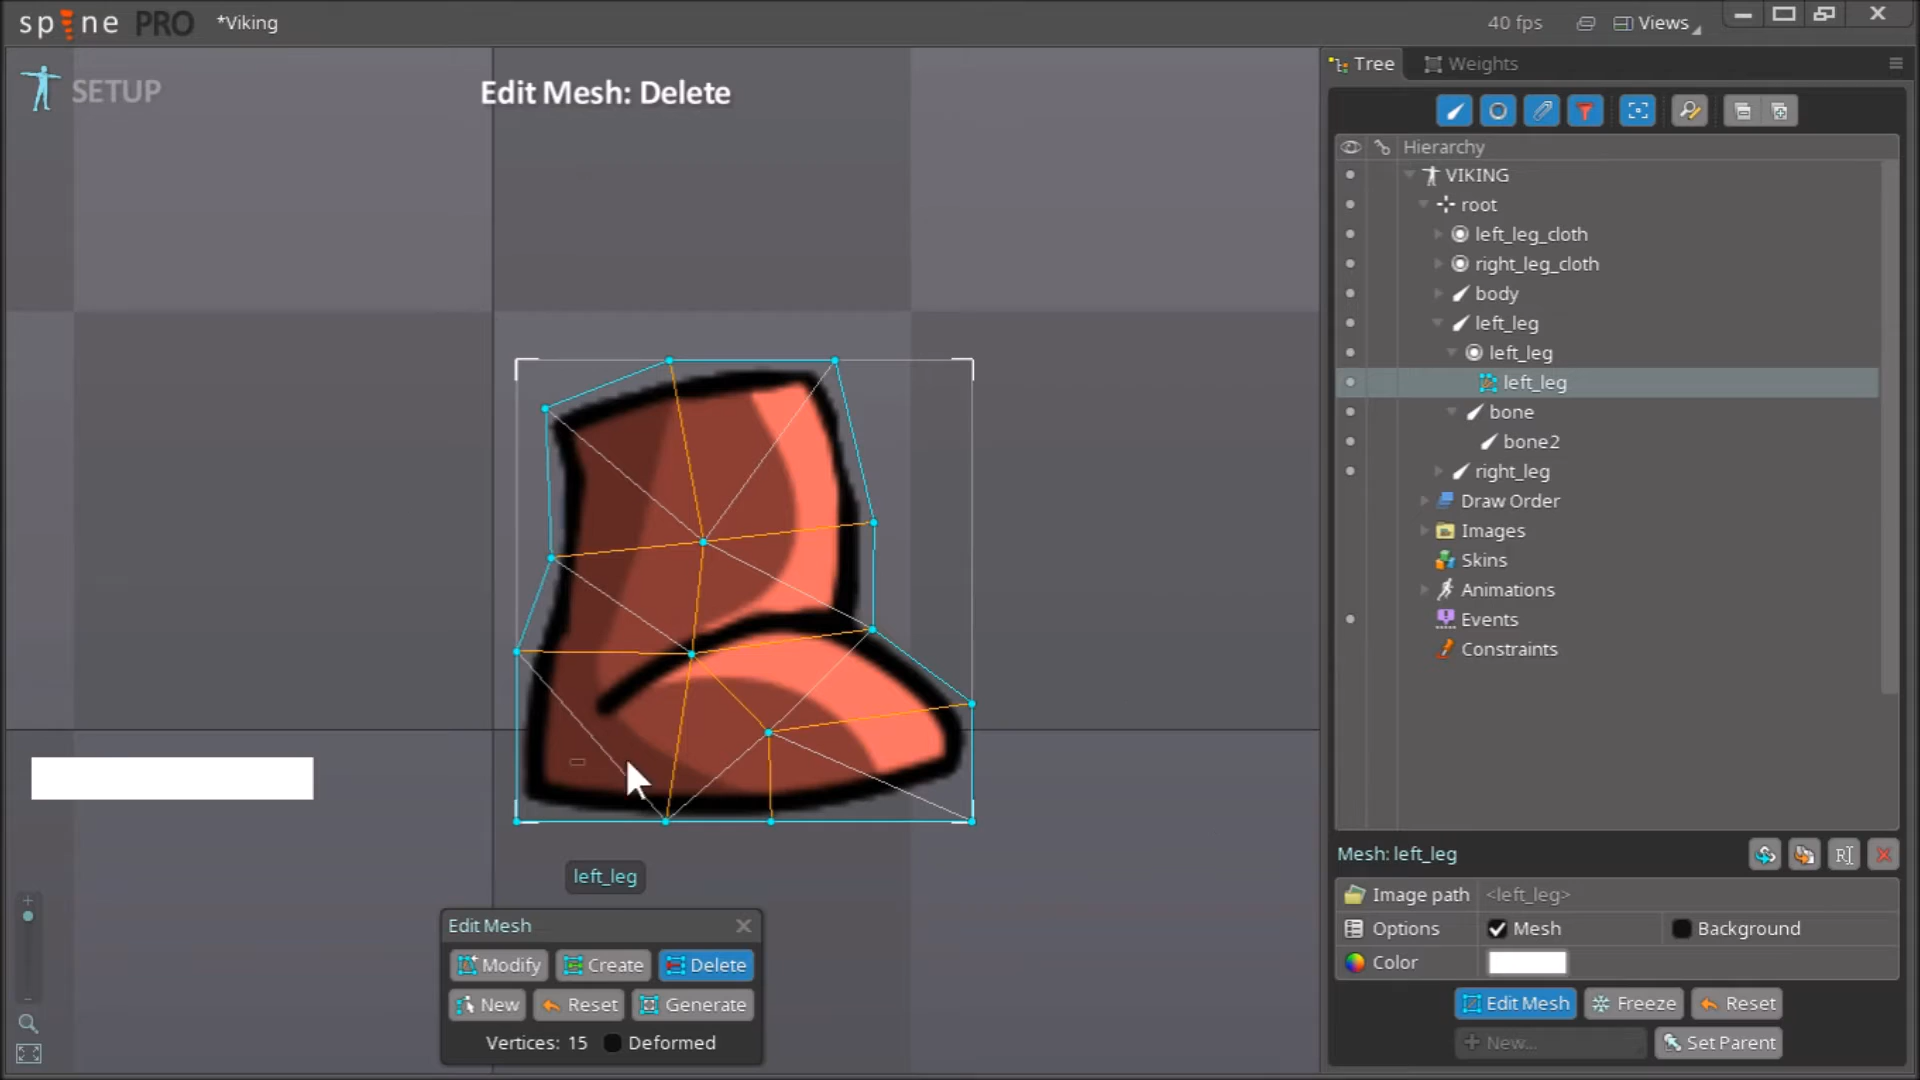 spine PRO *Viking 40 fps Views
SETUP
Edit Mesh: Delete
Tree Weights
Hierarchy
VIKING
root
left_leg_cloth
right_leg_cloth
body
left_leg
left_leg
left_leg
bone
bone2
right_leg
Draw Order
Images
Skins
Animations
Events
Constraints
left_leg
Edit Mesh
Modify Create Delete
New Reset Generate
Vertices: 15 Deformed
Mesh: left_leg
Image path <left_leg>
Options Mesh Background
Color
Edit Mesh Freeze Reset
+ New... Set Parent